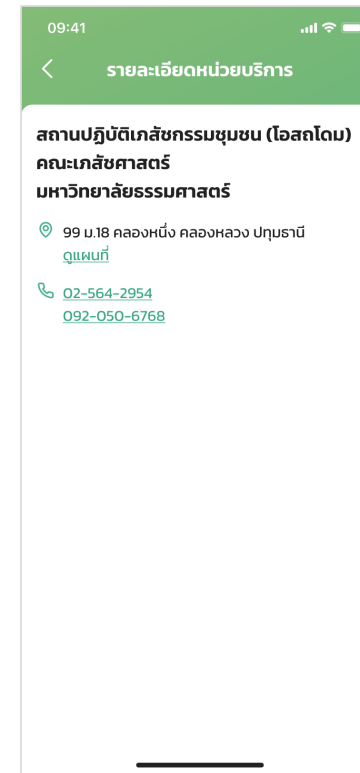 09:41
รายละเอียดหน่วยบริการ
สถานปฏิบัติเภสัชกรรมชุมชน (โอสถโดม)
คณะเภสัชศาสตร์
มหาวิทยาลัยธรรมศาสตร์
99 ม.18 คลองหนึ่ง คลองหลวง ปทุมธานี
ดูแผนที่
02-564-2954
092-050-6768